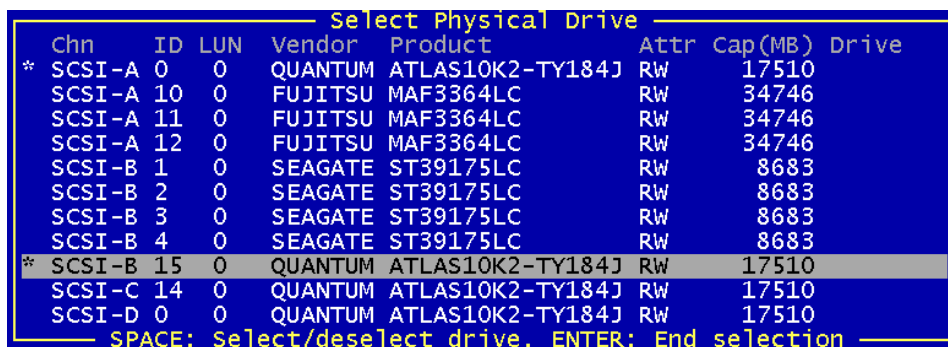 Select Physical Drive
Chn ID LUN Vendor Product Attr Cap(MB) Drive
* SCSI-A 0 0 QUANTUM ATLAS10K2-TY184J RW 17510
SCSI-A 10 0 FUJITSU MAF3364LC RW 34746
SCSI-A 11 0 FUJITSU MAF3364LC RW 34746
SCSI-A 12 0 FUJITSU MAF3364LC RW 34746
SCSI-B 1 0 SEAGATE ST39175LC RW 8683
SCSI-B 2 0 SEAGATE ST39175LC RW 8683
SCSI-B 3 0 SEAGATE ST39175LC RW 8683
SCSI-B 4 0 SEAGATE ST39175LC RW 8683
* SCSI-B 15 0 QUANTUM ATLAS10K2-TY184J RW 17510
SCSI-C 14 0 QUANTUM ATLAS10K2-TY184J RW 17510
SCSI-D 0 0 QUANTUM ATLAS10K2-TY184J RW 17510
SPACE: Select/deselect drive, ENTER: End selection